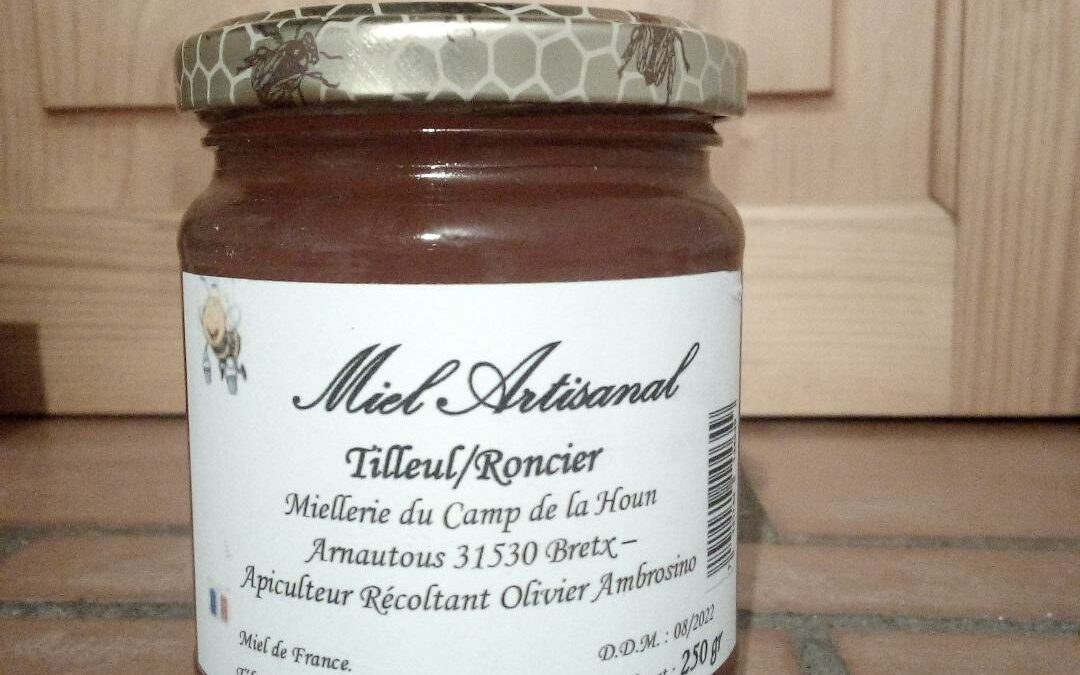 Miel Artisanal
Tilleul/Roncier
Miellerie du Camp de la Houn
Arnautous 31530 Bretx –
Apiculteur Récoltant Olivier Ambrosino
Miel de France.
D.D.M. : 08/2022
: 250 gr